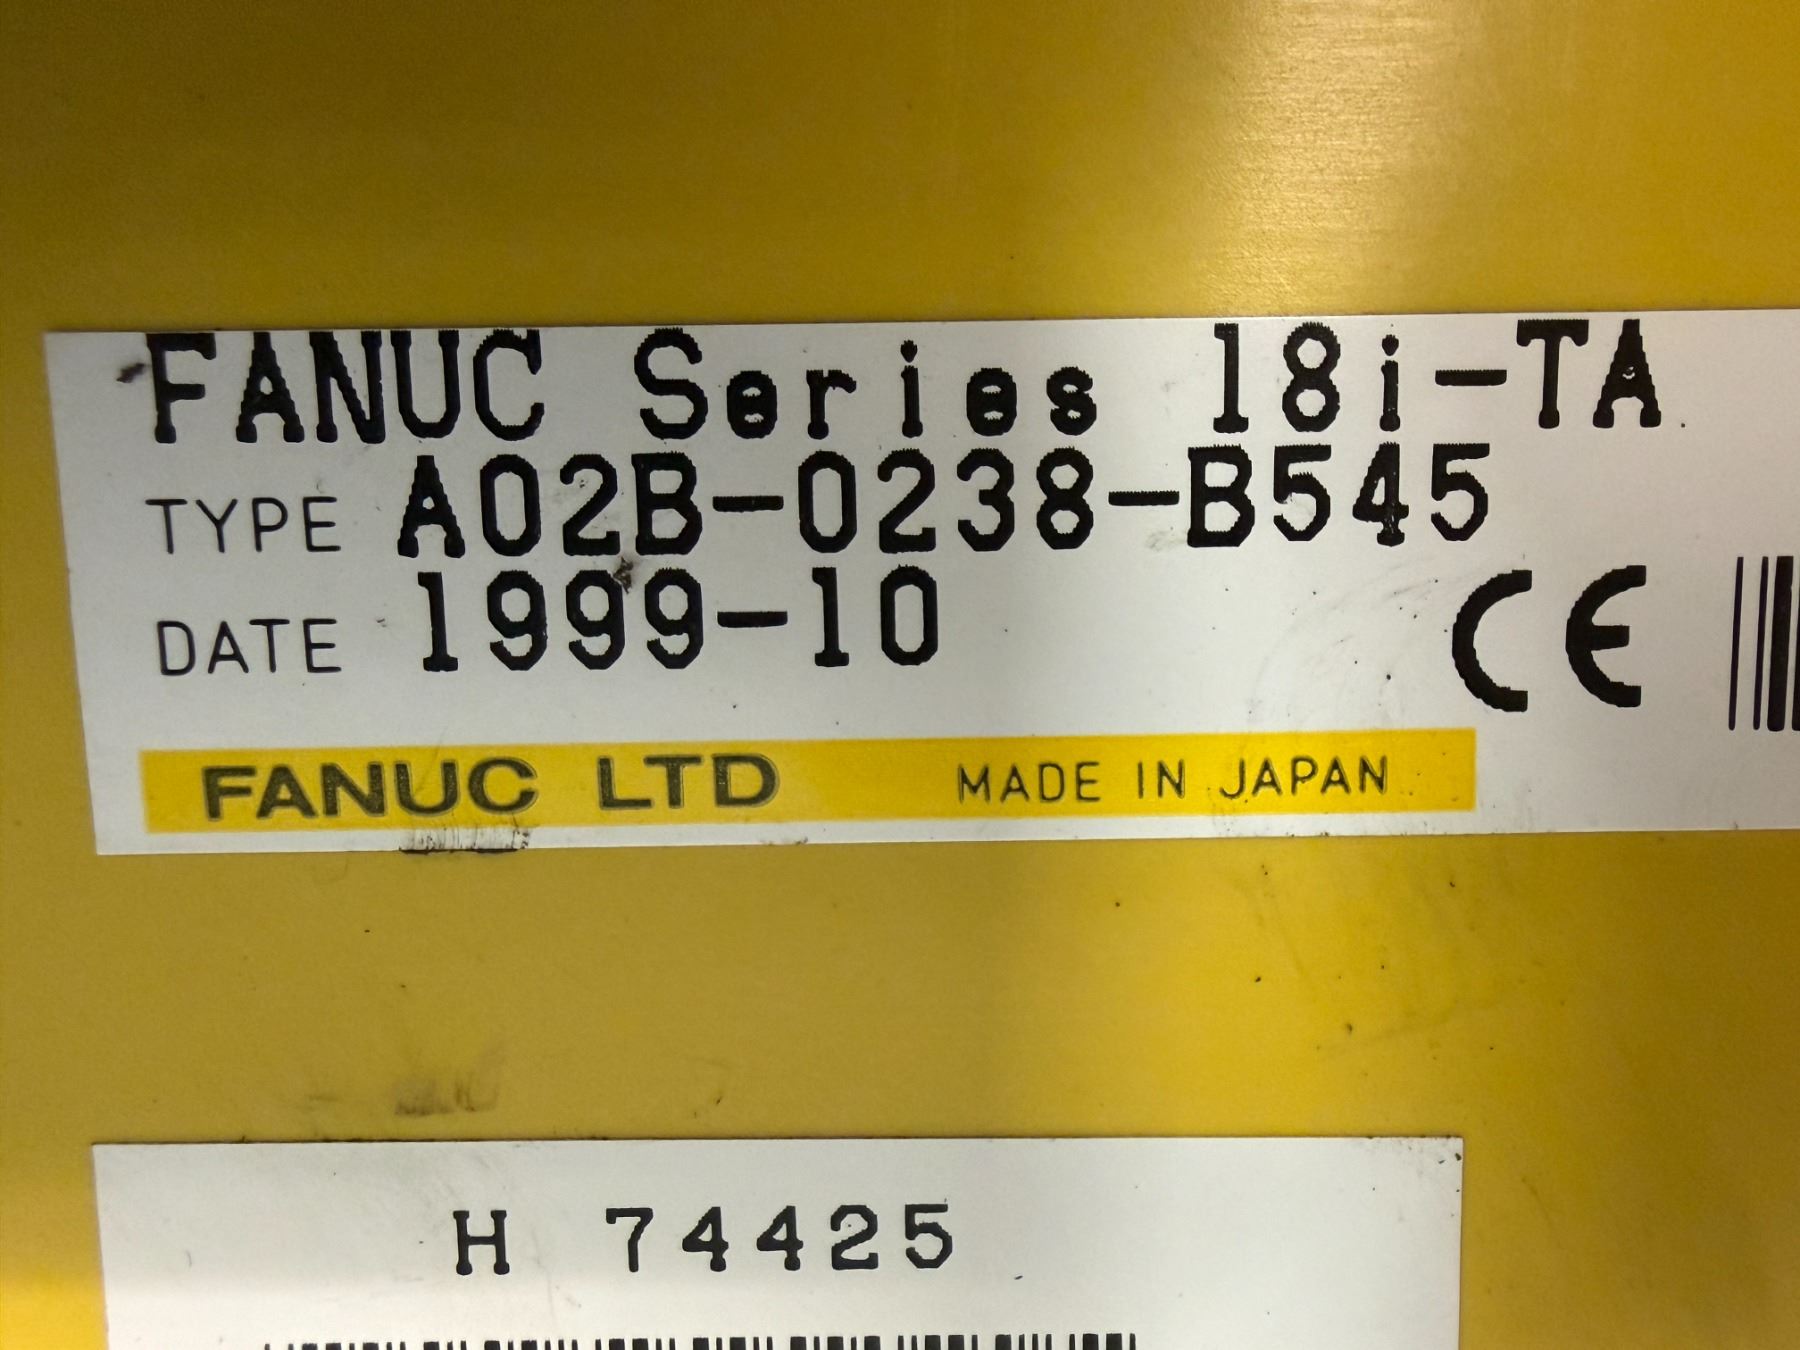 FANUC Series 18i-TA
TYPE A02B-0238-B545
DATE 1999-10
CE
FANUC LTD MADE IN JAPAN
H 74425